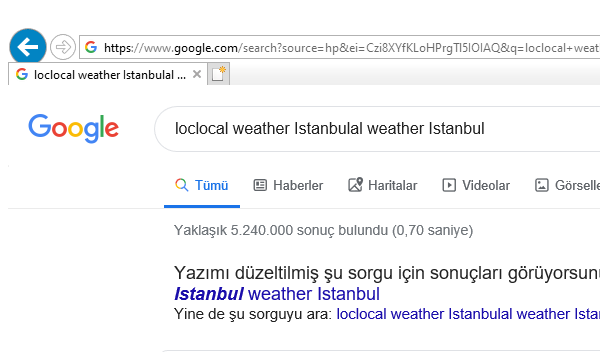 https://www.google.com/search?source=hp&ei=Czi8XYfKLoHPrgTI5IOIAQ&q=loclocal+weat
loclocal weather Istanbulal ...
Google
loclocal weather Istanbulal weather Istanbul
Tümü Haberler Haritalar Videolar Görselle
Yaklaşık 5.240.000 sonuç bulundu (0,70 saniye)
Yazımı düzeltilmiş şu sorgu için sonuçları görüyorsunu
Istanbul weather Istanbul
Yine de şu sorguyu ara: loclocal weather Istanbulal weather Ista